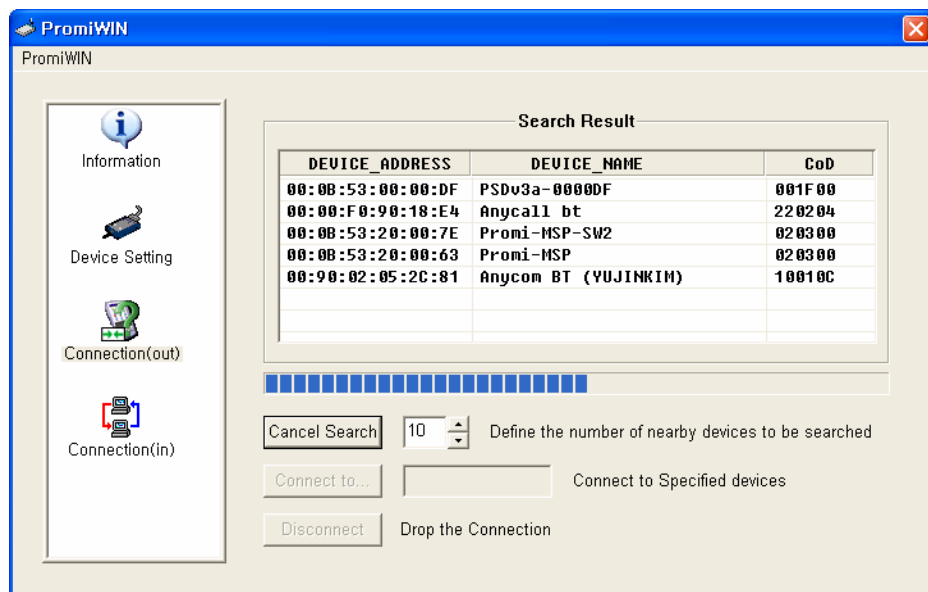 PromiWIN
PromiWIN
Information
Device Setting
Connection(out)
Connection(in)
Search Result
DEVICE_ADDRESS DEVICE_NAME CoD
00:0B:53:00:00:DF PSDv3a-0000DF 001F00
00:00:F0:90:18:E4 Anycall bt 220204
00:0B:53:20:00:7E Promi-MSP-SW2 020300
00:0B:53:20:00:63 Promi-MSP 020300
00:90:02:05:2C:81 Anycom BT (YUJINKIM) 10010C
Cancel Search 10 Define the number of nearby devices to be searched
Connect to... Connect to Specified devices
Disconnect Drop the Connection